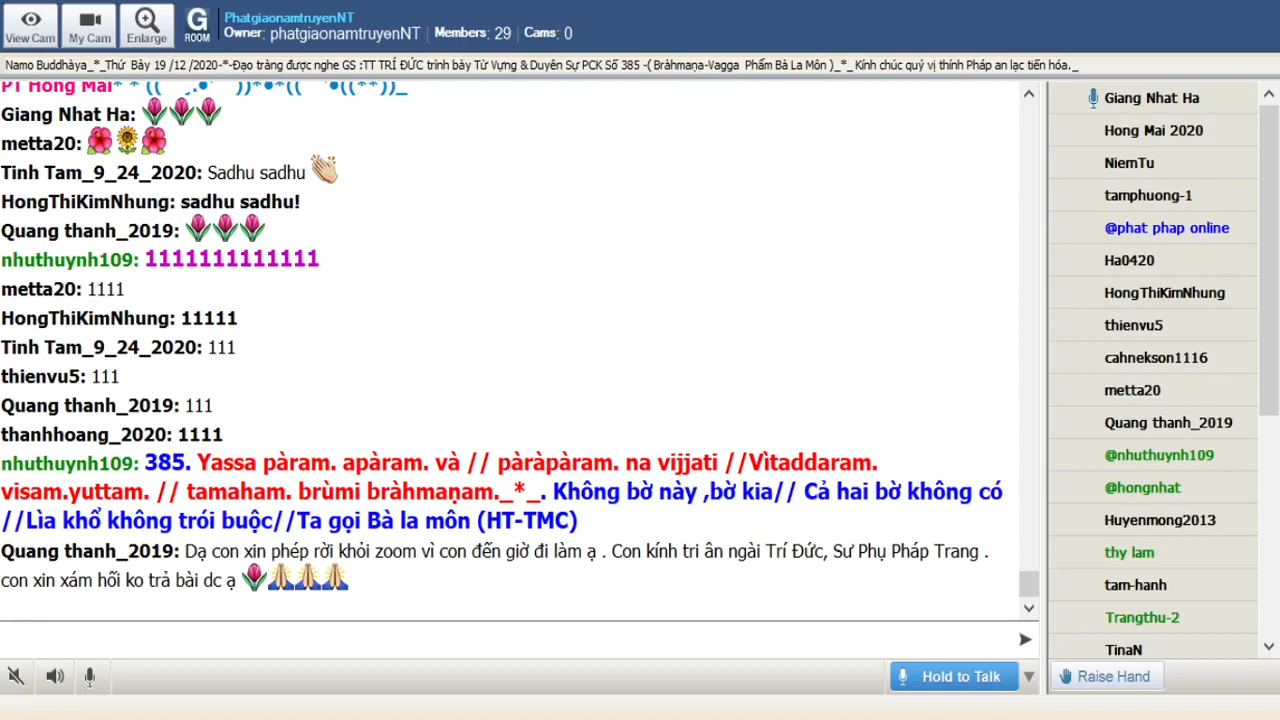 View Cam
My Cam
Enlarge
G
ROOM
PhatgiaonamtruyenNT
Owner: phatgiaonamtruyenNT | Members: 29 | Cams: 0
Namo Buddhàya_*_Thứ Bảy 19 /12 /2020-*-Đạo tràng được nghe GS :TT TRÍ ĐỨC trình bày Từ Vựng & Duyên Sự PCK Số 385 -( Bràhmaṇa-Vagga Phẩm Bà La Môn )_*_ Kính chúc quý vị thính Pháp an lạc tiến hóa._
PT Hong Mai
Giang Nhat Ha:
metta20:
Tinh Tam_9_24_2020: Sadhu sadhu
HongThiKimNhung: sadhu sadhu!
Quang thanh_2019:
nhuthuynh109: 1111111111111
metta20: 1111
HongThiKimNhung: 11111
Tinh Tam_9_24_2020: 111
thienvu5: 111
Quang thanh_2019: 111
thanhhoang_2020: 1111
nhuthuynh109: 385. Yassa pàram. apàram. và // pàràpàram. na vijjati //Vìtaddaram.
visam.yuttam. // tamaham. brùmi bràhmaṇam._*_. Không bờ này ,bờ kia// Cả hai bờ không có
//Lìa khổ không trói buộc//Ta gọi Bà la môn (HT-TMC)
Quang thanh_2019: Dạ con xin phép rời khỏi zoom vì con đến giờ đi làm ạ . Con kính tri ân ngài Trí Đức, Sư Phụ Pháp Trang .
con xin xám hối ko trả bài dc ạ
Hold to Talk
Giang Nhat Ha
Hong Mai 2020
NiemTu
tamphuong-1
@phat phap online
Ha0420
HongThiKimNhung
thienvu5
cahnekson1116
metta20
Quang thanh_2019
@nhuthuynh109
@hongnhat
Huyenmong2013
thy lam
tam-hanh
Trangthu-2
TinaN
Raise Hand